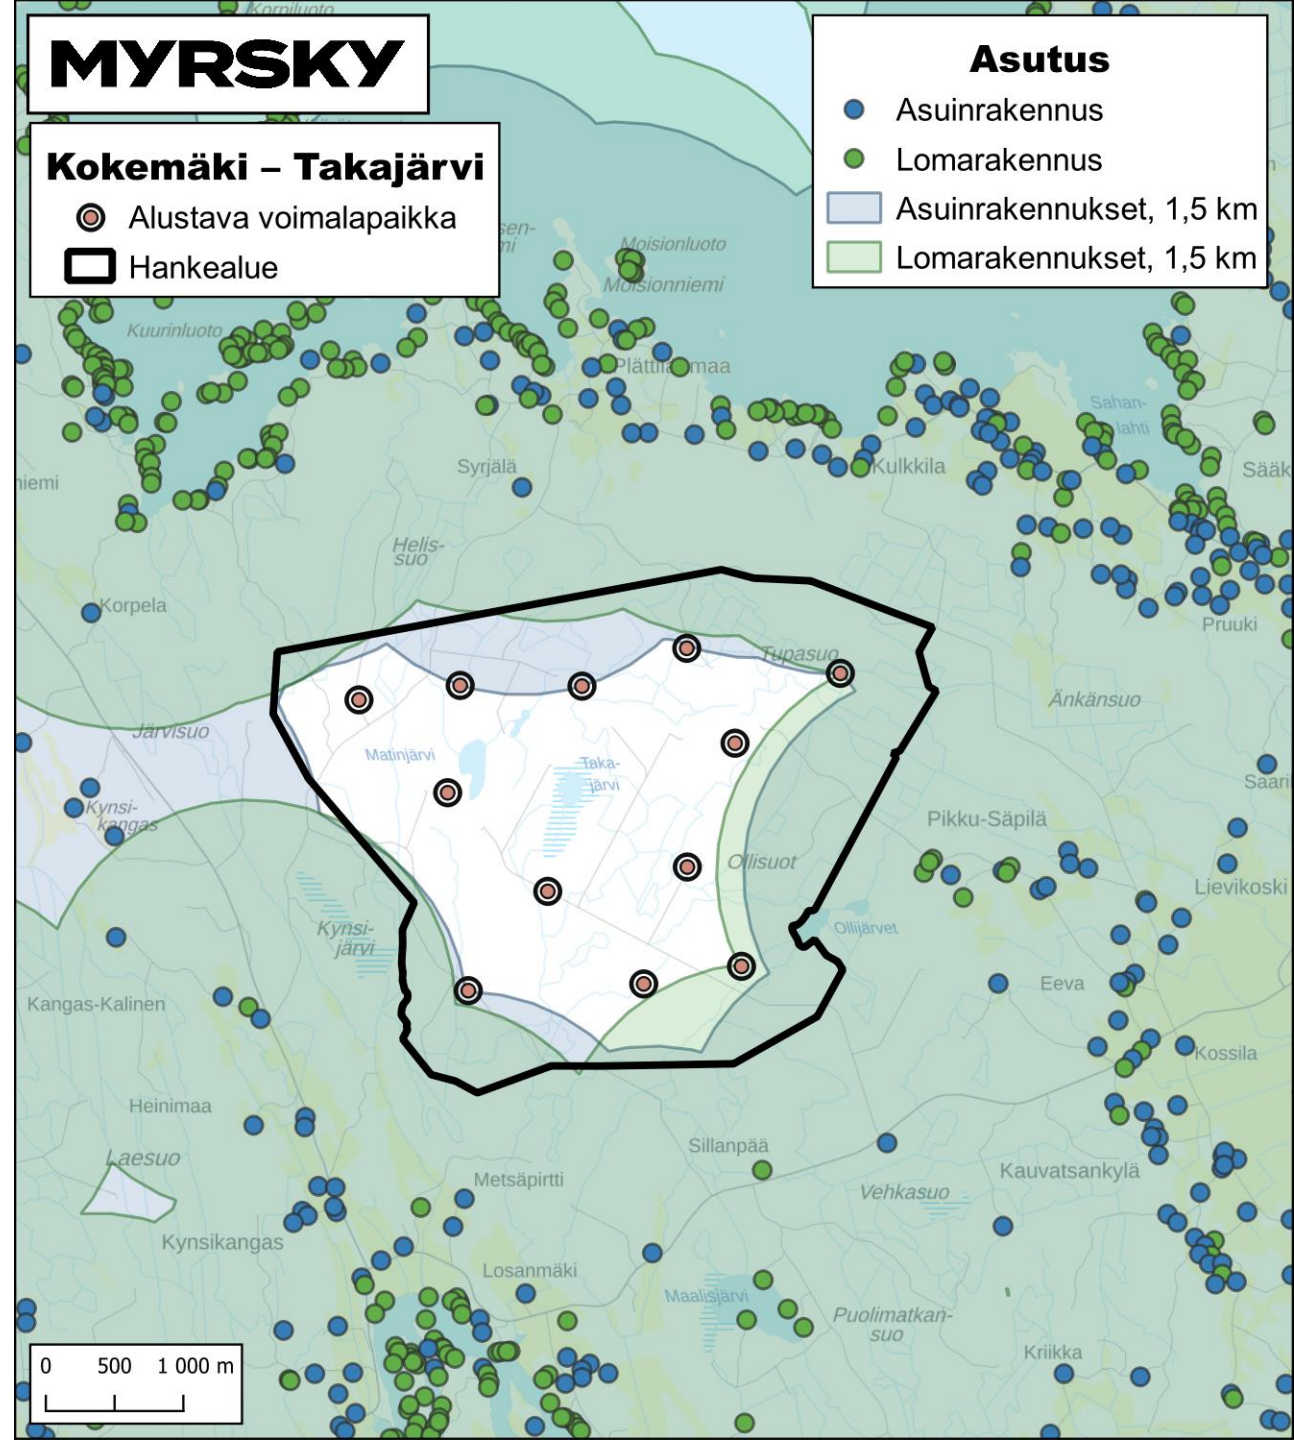 Korpiluoto
MYRSKY
Kokemäki – Takajärvi
Alustava voimalapaikka
Hankealue
Asutus
Asuinrakennus
Lomarakennus
Asuinrakennukset, 1,5 km
Lomarakennukset, 1,5 km
Moisionluoto
Moisionniemi
Kuurinluoto
Plättilänmaa
Sahan-
lahti
Syrjälä
Kulkkila
Sääk
niemi
Helis-
suo
Korpela
Pruuki
Tupasuo
Änkänsuo
Järvisuo
Matinjärvi
Taka-
järvi
Saari
Kynsi-
kangas
Pikku-Säpilä
Ollisuot
Lievikoski
Kynsi-
järvi
Ollijärvet
Kangas-Kalinen
Eeva
Kossila
Heinimaa
Sillanpää
Laesuo
Metsäpirtti
Kauvatsankylä
Vehkasuo
Kynsikangas
Losanmäki
Maalisjärvi
Puolimatkan-
suo
Kriikka
0 500 1 000 m